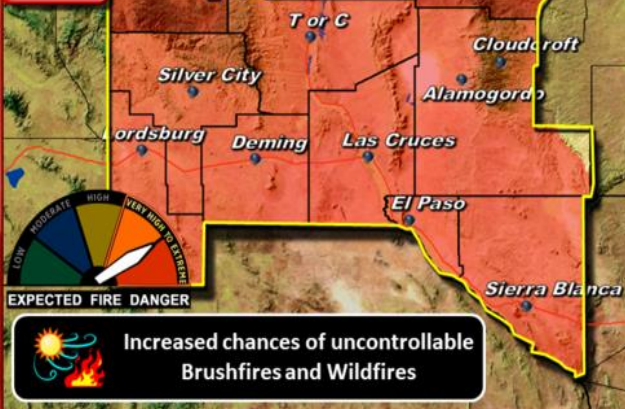 T or C
Cloudcroft
Silver City
Alamogordo
Lordsburg
Deming
Las Cruces
El Paso
LOW
MODERATE
HIGH
VERY HIGH TO EXTREME
EXPECTED FIRE DANGER
Sierra Blanca
Increased chances of uncontrollable
Brushfires and Wildfires